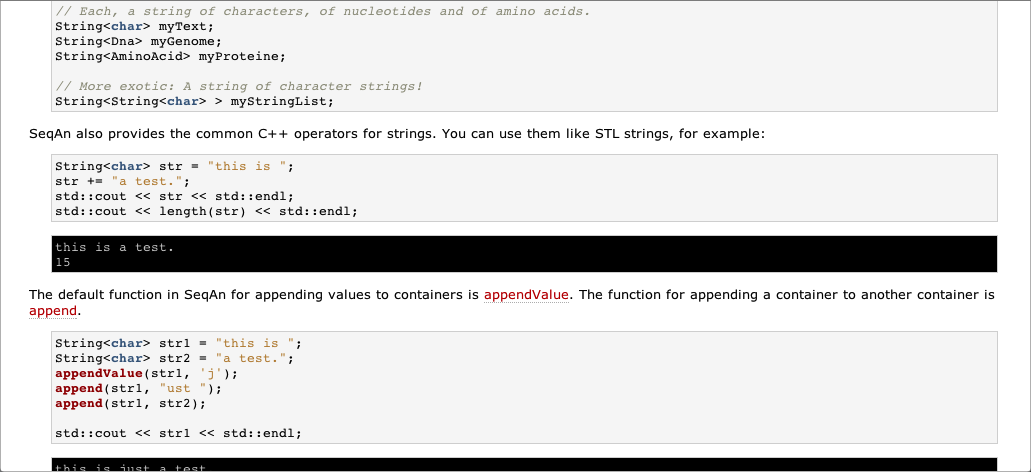 // Each, a string of characters, of nucleotides and of amino acids.
String<char> myText;
String<Dna> myGenome;
String<AminoAcid> myProteine;
// More exotic: A string of character strings!
String<String<char> > myStringList;
SeqAn also provides the common C++ operators for strings. You can use them like STL strings, for example:
String<char> str = "this is ";
str += "a test.";
std::cout << str << std::endl;
std::cout << length(str) << std::endl;
this is a test.
15
The default function in SeqAn for appending values to containers is appendValue. The function for appending a container to another container is
append.
String<char> str1 = "this is ";
String<char> str2 = "a test.";
appendValue(str1, 'j');
append(str1, "ust ");
append(str1, str2);
std::cout << str1 << std::endl;
this is just a test